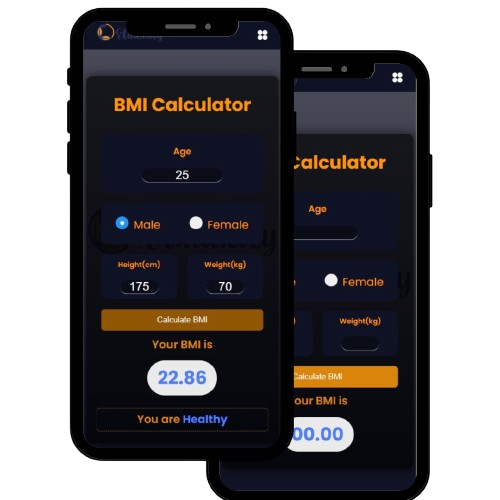 BMI Calculator
Age
25
Male Female
Height(cm) Weight(kg)
175 70
Calculate BMI
Your BMI is
22.86
You are Healthy
Calculator
Age
Female
Weight(kg)
Calculate BMI
our BMI is
00.00